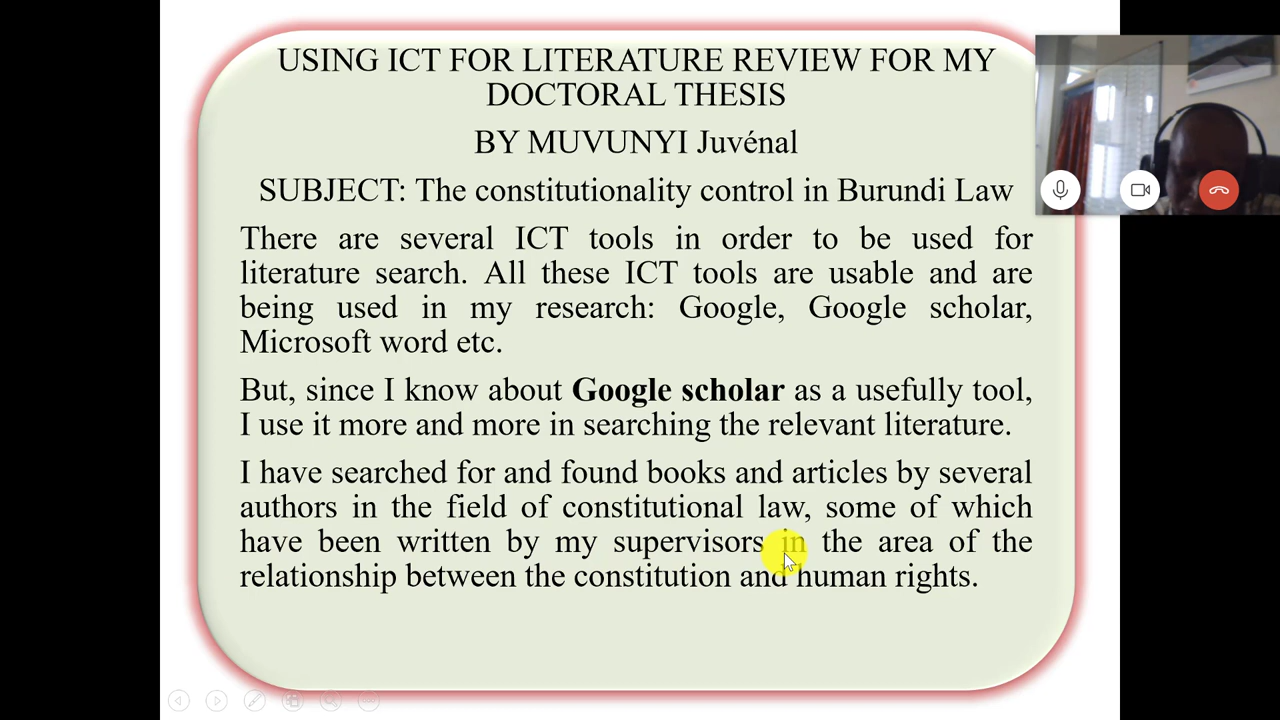 USING ICT FOR LITERATURE REVIEW FOR MY
DOCTORAL THESIS
BY MUVUNYI Juvénal
SUBJECT: The constitutionality control in Burundi Law
There are several ICT tools in order to be used for
literature search. All these ICT tools are usable and are
being used in my research: Google, Google scholar,
Microsoft word etc.
But, since I know about Google scholar as a usefully tool,
I use it more and more in searching the relevant literature.
I have searched for and found books and articles by several
authors in the field of constitutional law, some of which
have been written by my supervisors in the area of the
relationship between the constitution and human rights.